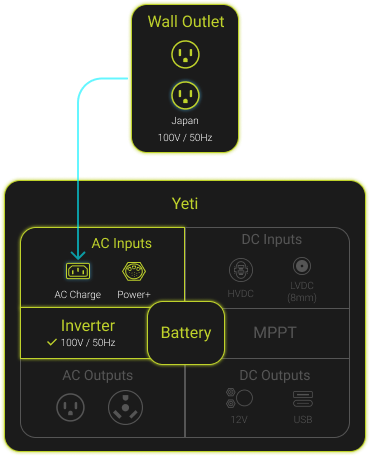 Wall Outlet
Japan
100V / 50Hz
Yeti
AC Inputs
AC Charge
Power+
DC Inputs
HVDC
LVDC
(8mm)
Inverter
100V / 50Hz
Battery
MPPT
AC Outputs
DC Outputs
12V
USB